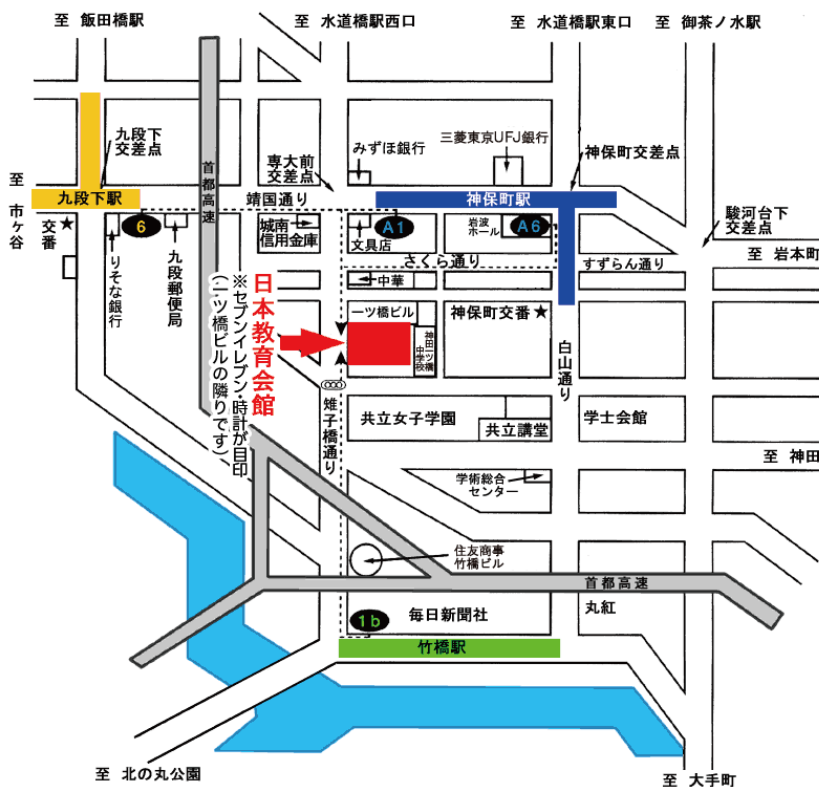 至 飯田橋駅
至 水道橋駅西口
至 水道橋駅東口
至 御茶ノ水駅
九段下
交差点
専大前
交差点
みずほ銀行
三菱東京UFJ銀行
神保町交差点
至 市ヶ谷
九段下駅
首都高速
靖国通り
神保町駅
駿河台下
交差点
交番★
6
城南
信用金庫
文具店
A1
岩波
ホール
A6
至 岩本町
りそな銀行
九段郵便局
さくら通り
すずらん通り
中華
日本教育会館
※セブンイレブン・時計が目印
(一ツ橋ビルの隣りです)
一ツ橋ビル
神田一ツ橋
中学校
神保町交番★
白山通り
雉子橋通り
共立女子学園
共立講堂
学士会館
至 神田
学術総合
センター
住友商事
竹橋ビル
首都高速
1b
毎日新聞社
丸紅
竹橋駅
至 北の丸公園
至 大手町